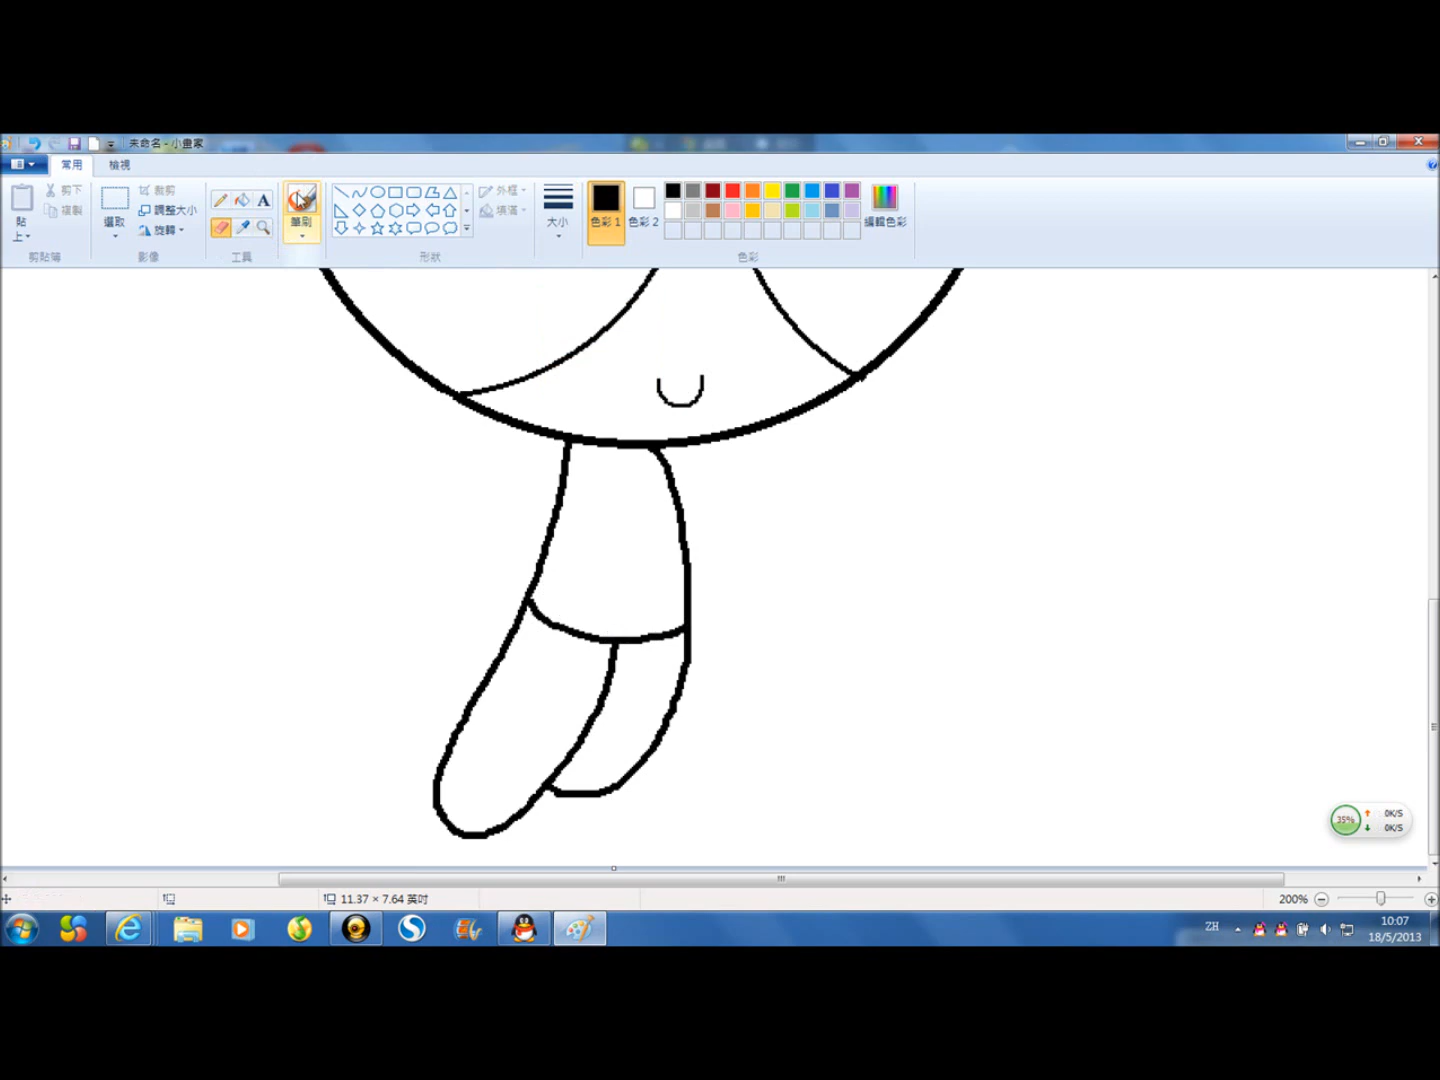 未命名 - 小畫家
常用 檢視
貼上
剪下
複製
剪貼簿
選取
裁剪
調整大小
旋轉
影像
A
工具
筆刷
外框
填滿
形狀
大小
色彩 1
色彩 2
編輯色彩
色彩
35%
0K/S
0K/S
11.37 × 7.64 英吋
200%
ZH
10:07
18/5/2013